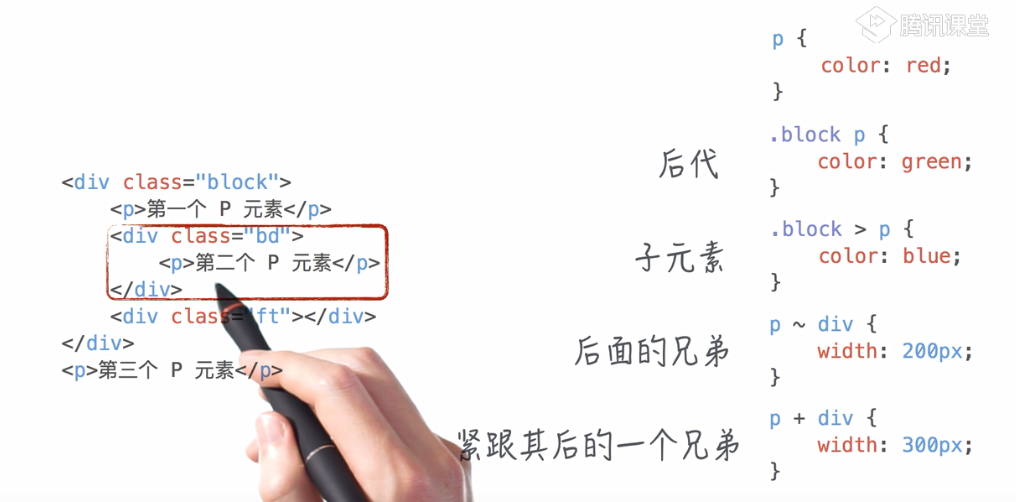 腾讯课堂
<div class="block">
<p>第一个 P 元素</p>
<div class="bd">
<p>第二个 P 元素</p>
</div>
<div class="ft"></div>
</div>
<p>第三个 P 元素</p>
p {
color: red;
}
后代
.block p {
color: green;
}
子元素
.block > p {
color: blue;
}
后面的兄弟
p ~ div {
width: 200px;
}
紧跟其后的一个兄弟
p + div {
width: 300px;
}